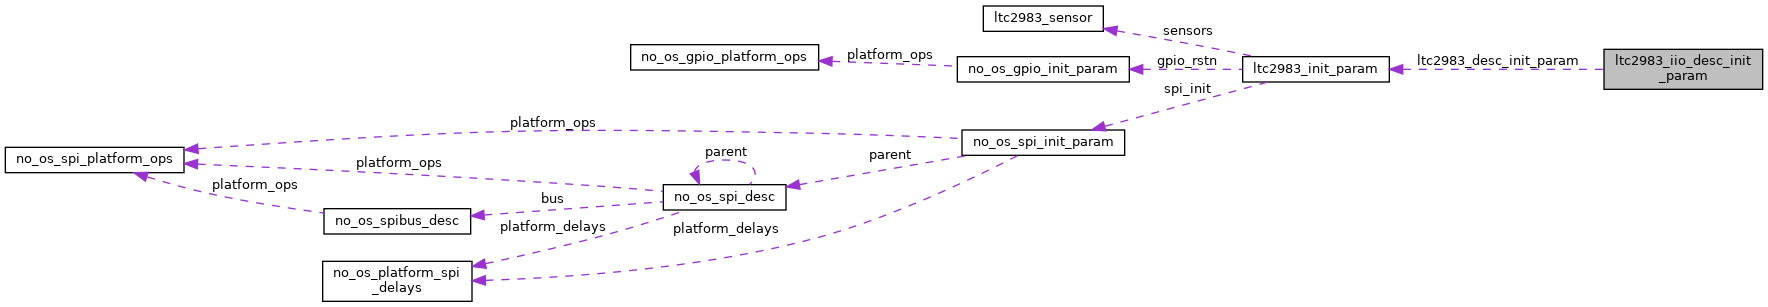 ltc2983_sensor
sensors
no_os_gpio_platform_ops
platform_ops
no_os_gpio_init_param
gpio_rstn
ltc2983_init_param
ltc2983_desc_init_param
ltc2983_iio_desc_init
_param
spi_init
platform_ops
no_os_spi_init_param
no_os_spi_platform_ops
platform_ops
parent
parent
platform_ops
no_os_spi_desc
bus
no_os_spibus_desc
platform_delays
platform_delays
no_os_platform_spi
_delays